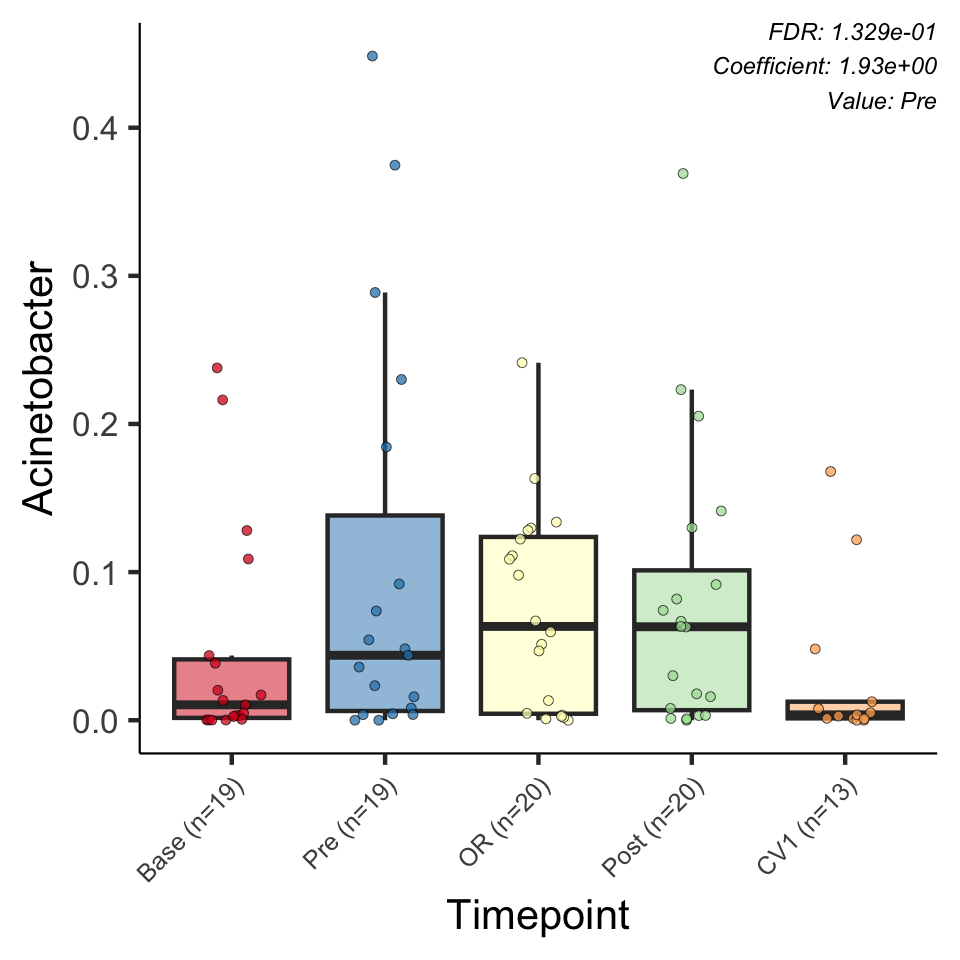 FDR: 1.329e-01
Coefficient: 1.93e+00
Value: Pre
Acinetobacter
0.4
0.3
0.2
0.1
0.0
Base (n=19)
Pre (n=19)
OR (n=20)
Post (n=20)
CV1 (n=13)
Timepoint